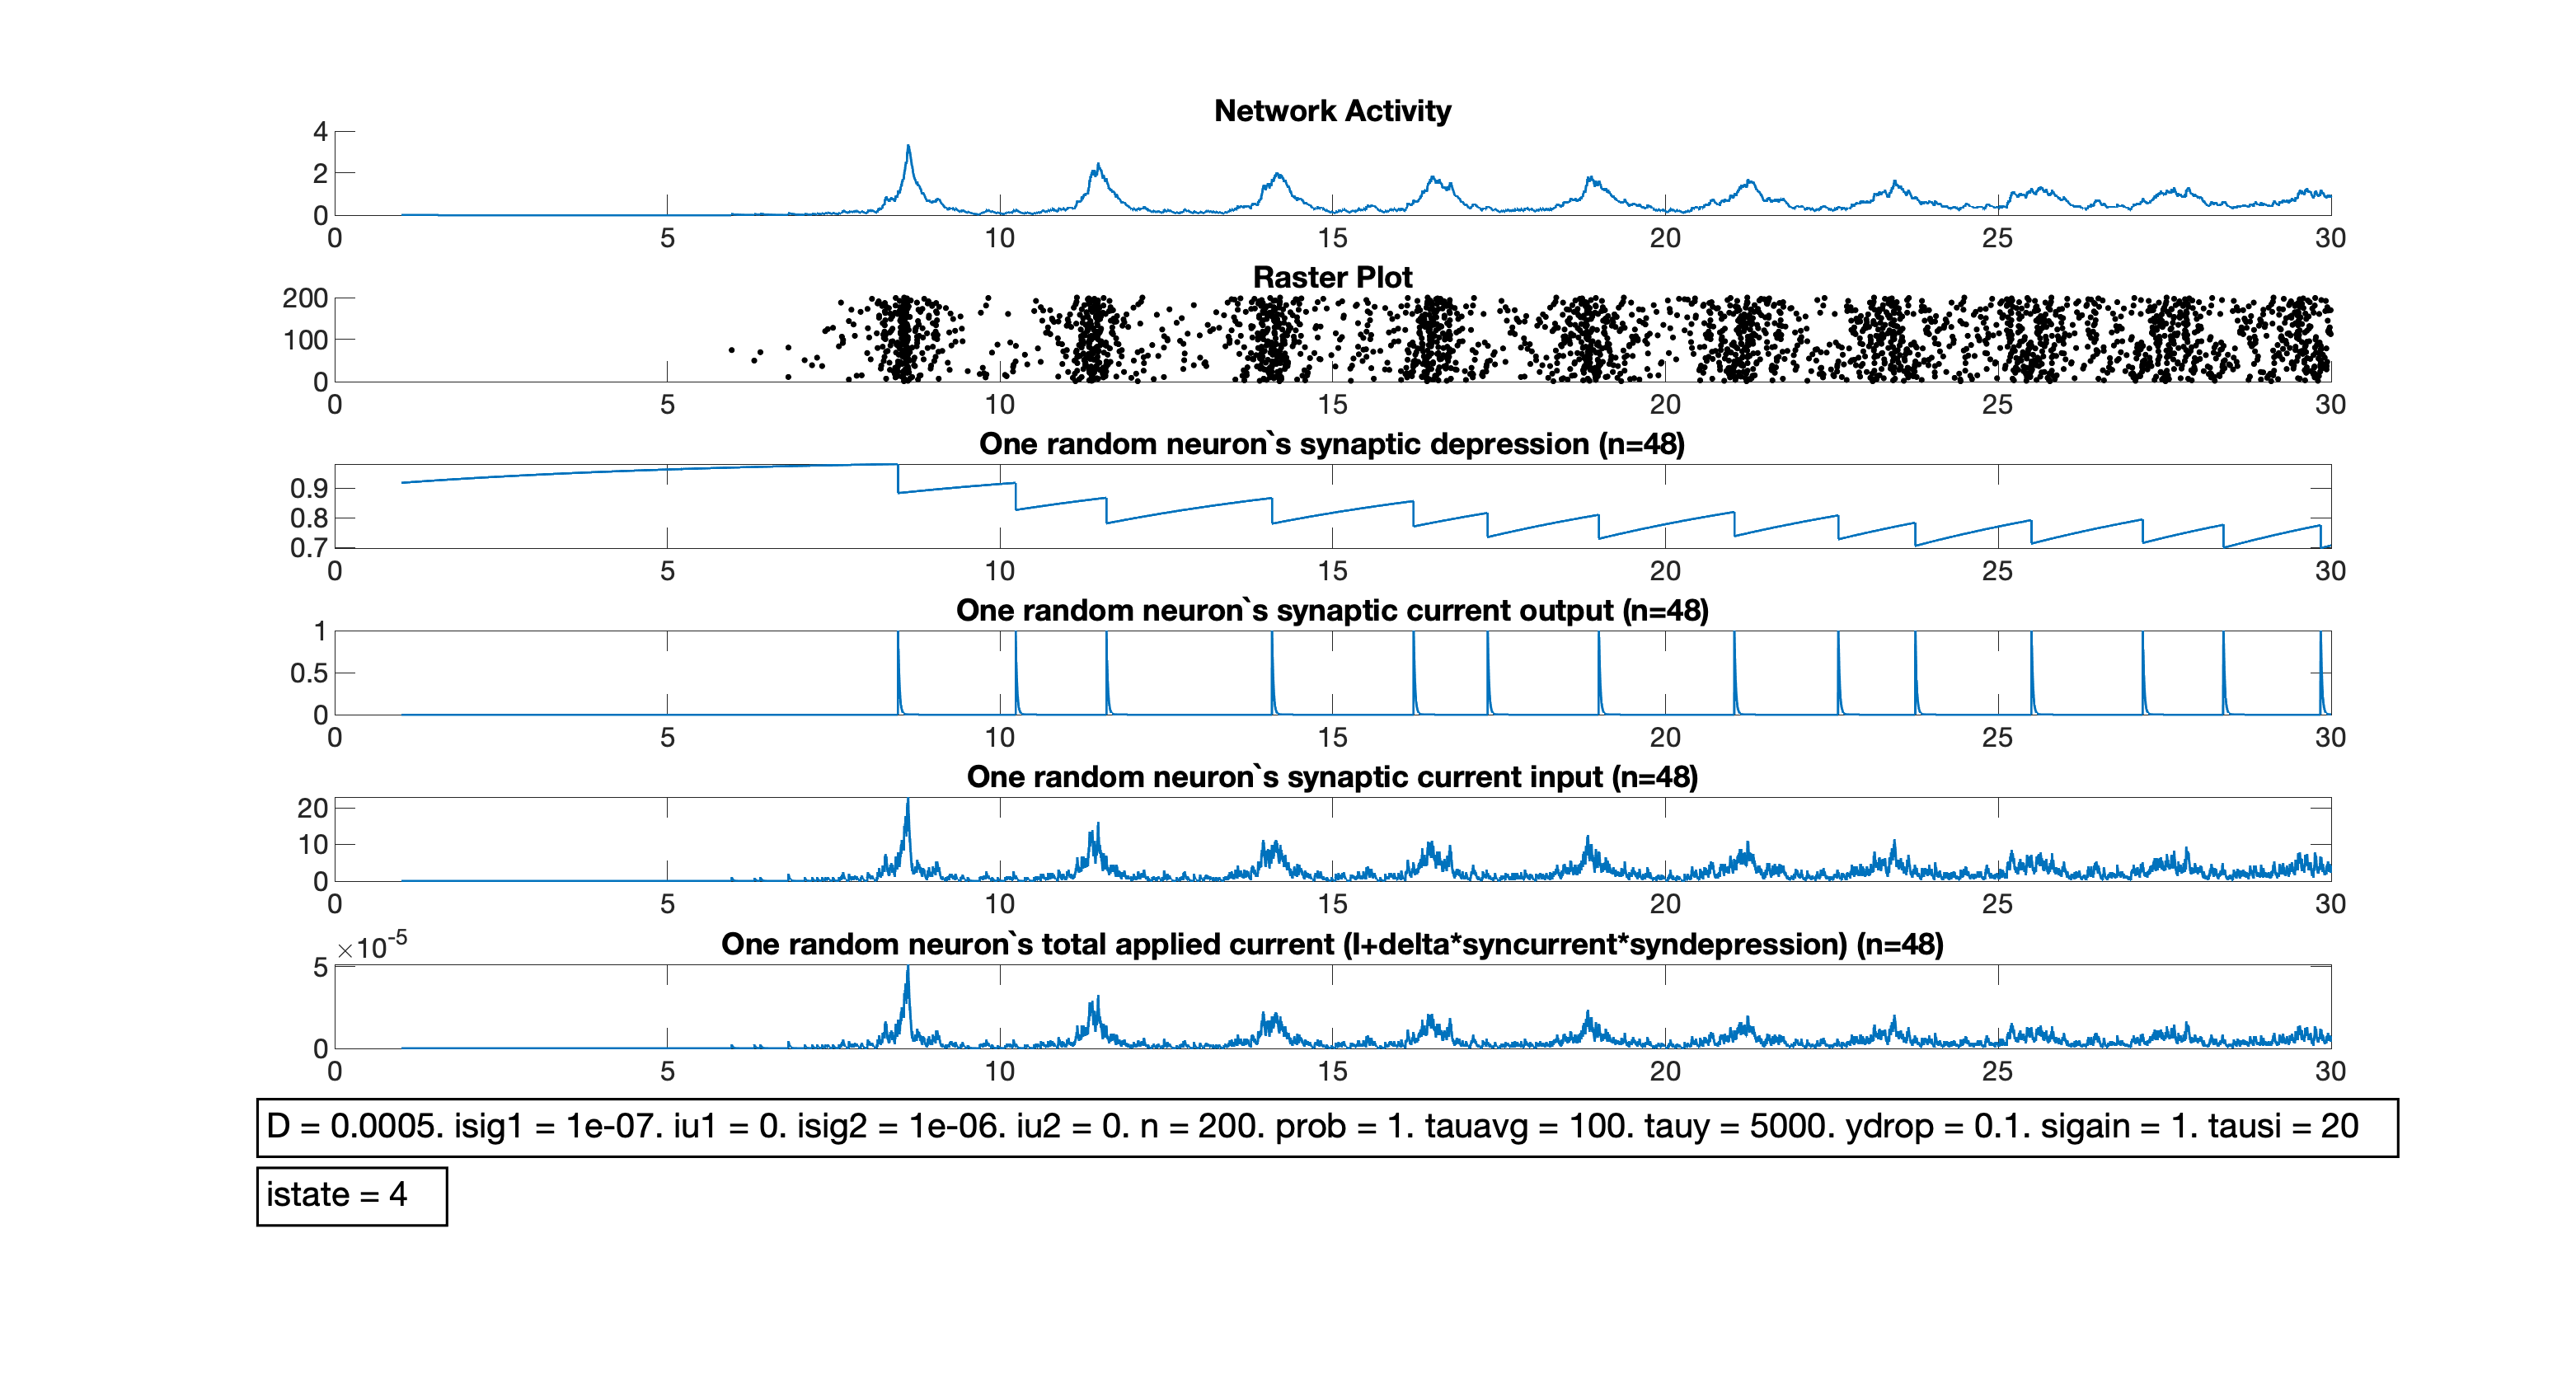 Network Activity
4
2
0
0 5 10 15 20 25 30
Raster Plot
200
100
0
0 5 10 15 20 25 30
One random neuron`s synaptic depression (n=48)
0.9
0.8
0.7
0 5 10 15 20 25 30
One random neuron`s synaptic current output (n=48)
1
0.5
0
0 5 10 15 20 25 30
One random neuron`s synaptic current input (n=48)
20
10
0
0 5 10 15 20 25 30
×10⁻⁵
One random neuron`s total applied current (I+delta*syncurrent*syndepression) (n=48)
5
0
0 5 10 15 20 25 30
D = 0.0005. isig1 = 1e-07. iu1 = 0. isig2 = 1e-06. iu2 = 0. n = 200. prob = 1. tauavg = 100. tauy = 5000. ydrop = 0.1. sigain = 1. tausi = 20
istate = 4